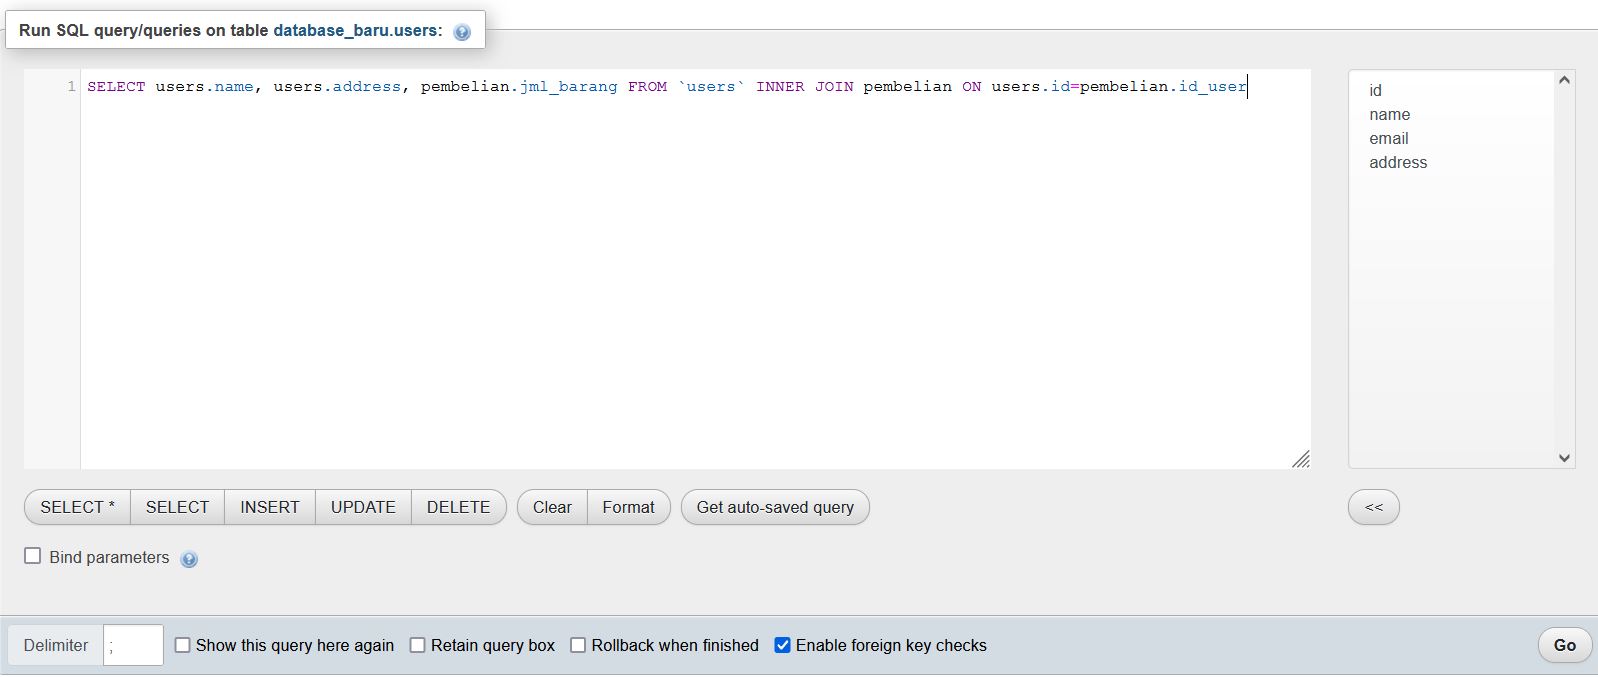 Run SQL query/queries on table database_baru.users:
1 SELECT users.name, users.address, pembelian.jml_barang FROM `users` INNER JOIN pembelian ON users.id=pembelian.id_user
id
name
email
address
SELECT * SELECT INSERT UPDATE DELETE Clear Format Get auto-saved query <<
Bind parameters
Delimiter ; Show this query here again Retain query box Rollback when finished Enable foreign key checks Go